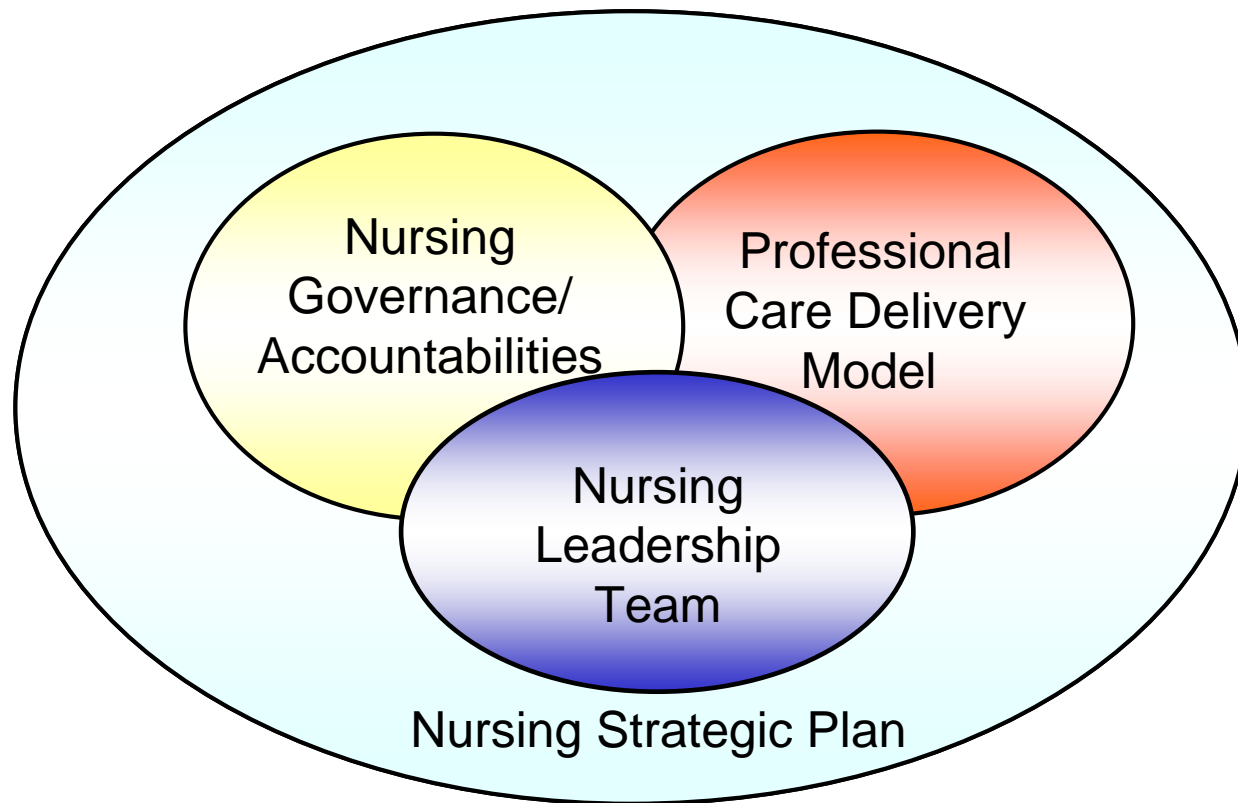 Nursing
Governance/
Accountabilities
Professional
Care Delivery
Model
Nursing
Leadership
Team
Nursing Strategic Plan